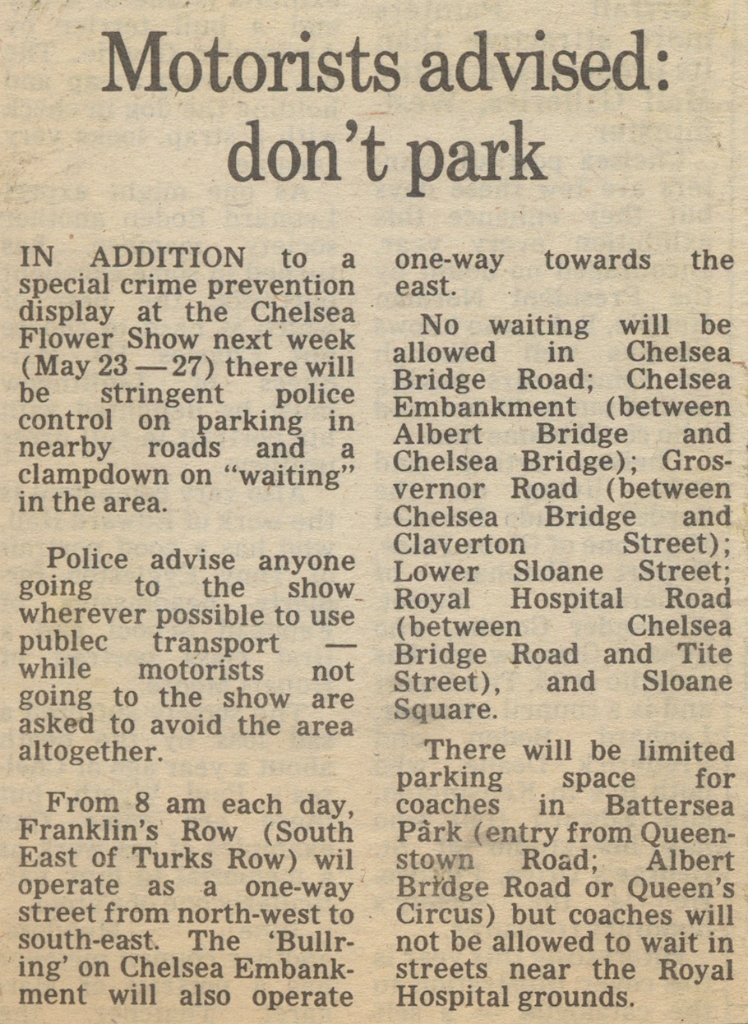 Motorists advised:
don't park
IN ADDITION to a
special crime prevention
display at the Chelsea
Flower Show next week
(May 23 — 27) there will
be stringent police
control on parking in
nearby roads and a
clampdown on "waiting"
in the area.
Police advise anyone
going to the show
wherever possible to use
publec transport —
while motorists not
going to the show are
asked to avoid the area
altogether.
From 8 am each day,
Franklin's Row (South
East of Turks Row) wil
operate as a one-way
street from north-west to
south-east. The 'Bullr-
ing' on Chelsea Embank-
ment will also operate
one-way towards the
east.
No waiting will be
allowed in Chelsea
Bridge Road; Chelsea
Embankment (between
Albert Bridge and
Chelsea Bridge); Gros-
vernor Road (between
Chelsea Bridge and
Claverton Street);
Lower Sloane Street;
Royal Hospital Road
(between Chelsea
Bridge Road and Tite
Street), and Sloane
Square.
There will be limited
parking space for
coaches in Battersea
Park (entry from Queen-
stown Road; Albert
Bridge Road or Queen's
Circus) but coaches will
not be allowed to wait in
streets near the Royal
Hospital grounds.